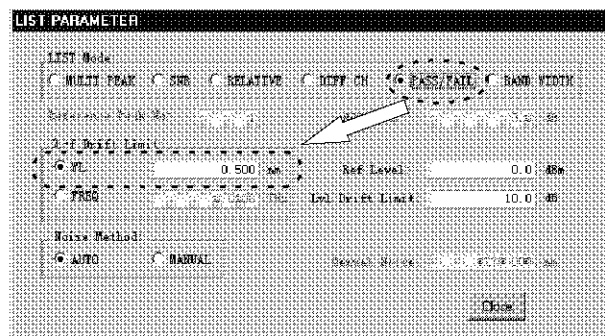 LIST PARAMETER
LIST Mode
MULTI PEAK SNR RELATIVE DIFF CH PASS/FAIL BAND WIDTH
Drift Limit
WL 0.500 nm Ref Level 0.0 dBm
FREQ Lvl Drift Limit 10.0 dB
Noise Method
AUTO MANUAL
Close